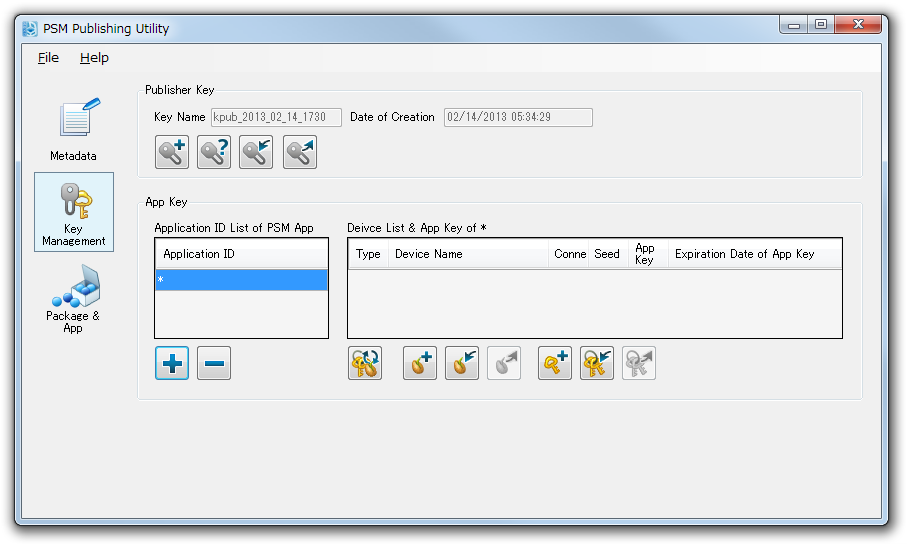 PSM Publishing Utility
File Help
Publisher Key
Key Name kpub_2013_02_14_1730 Date of Creation 02/14/2013 05:34:29
Metadata
Key
Management
Package &
App
App Key
Application ID List of PSM App
Application ID
*
Deivce List & App Key of *
Type Device Name Conne Seed App
Key Expiration Date of App Key